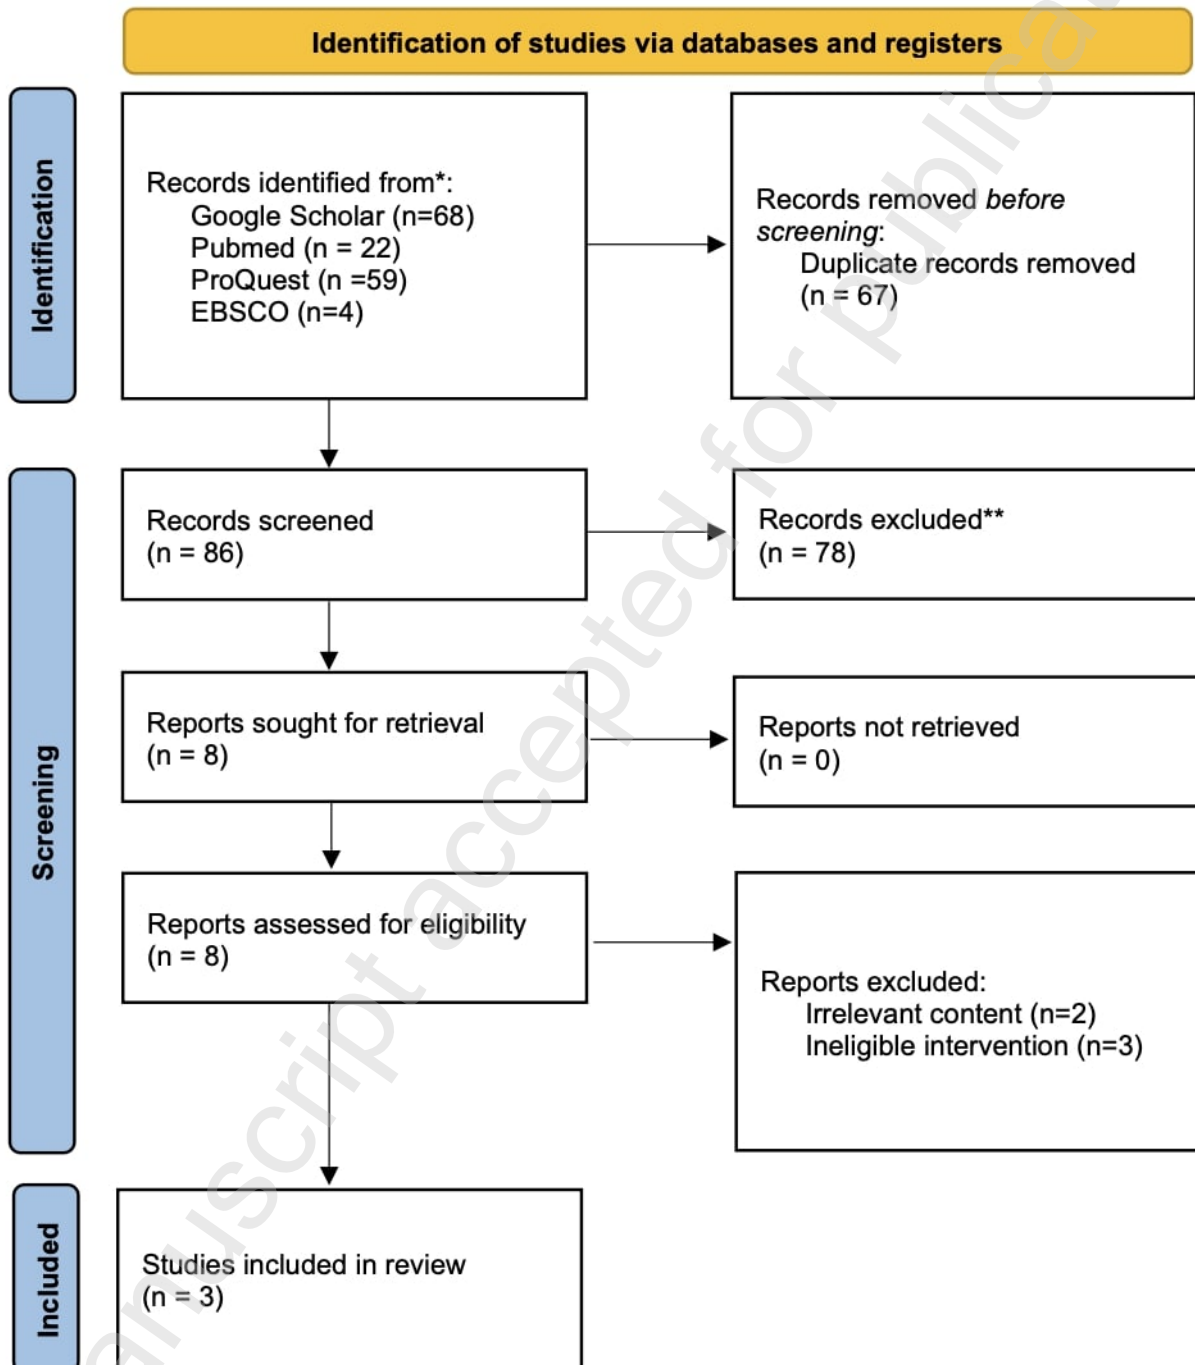 Identification of studies via databases and registers
Identification
Records identified from*:
Google Scholar (n=68)
Pubmed (n = 22)
ProQuest (n =59)
EBSCO (n=4)
Records removed before
screening:
Duplicate records removed
(n = 67)
Screening
Records screened
(n = 86)
Records excluded**
(n = 78)
Reports sought for retrieval
(n = 8)
Reports not retrieved
(n = 0)
Reports assessed for eligibility
(n = 8)
Reports excluded:
Irrelevant content (n=2)
Ineligible intervention (n=3)
Included
Studies included in review
(n = 3)
anuscript accepted for publica